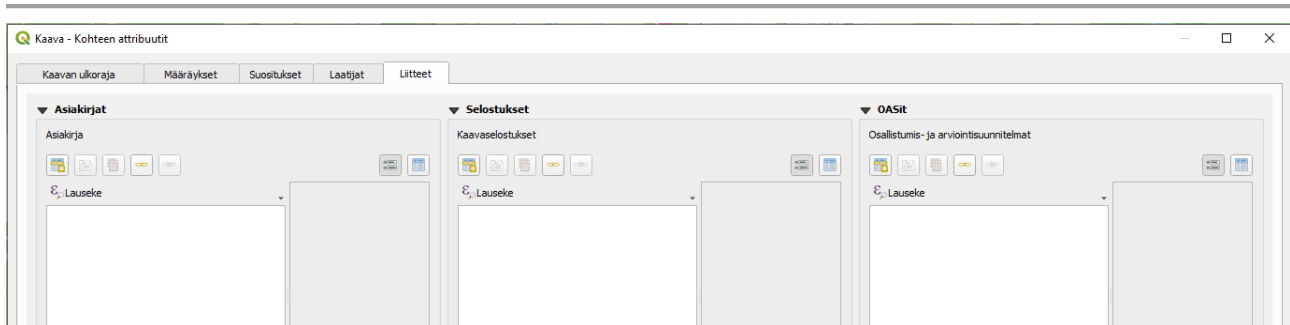 Kaava - Kohteen attribuutit
Kaavan ulkoraja Määräykset Suositukset Laatijat Liitteet
Asiakirjat Selostukset OASit
Asiakirja Kaavaselostukset Osallistumis- ja arviointisuunnitelmat
ε Lauseke ε Lauseke ε Lauseke